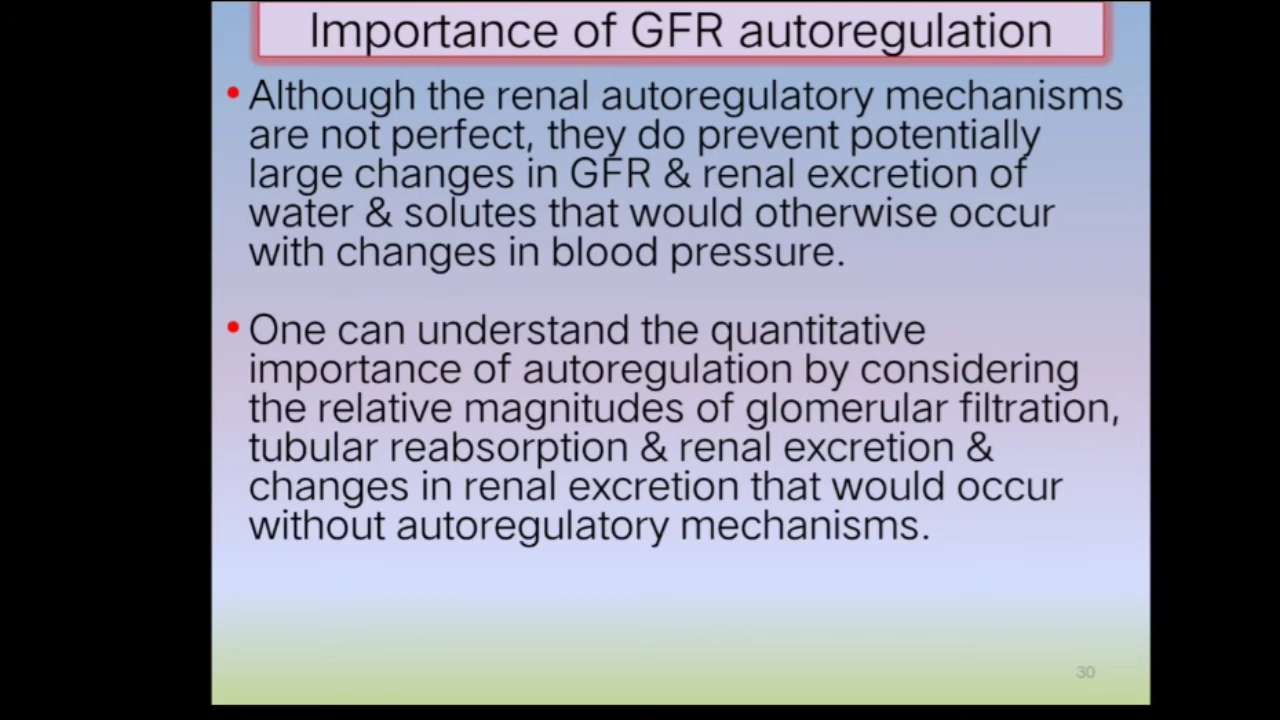 Importance of GFR autoregulation
• Although the renal autoregulatory mechanisms
are not perfect, they do prevent potentially
large changes in GFR & renal excretion of
water & solutes that would otherwise occur
with changes in blood pressure.
• One can understand the quantitative
importance of autoregulation by considering
the relative magnitudes of glomerular filtration,
tubular reabsorption & renal excretion &
changes in renal excretion that would occur
without autoregulatory mechanisms.
30